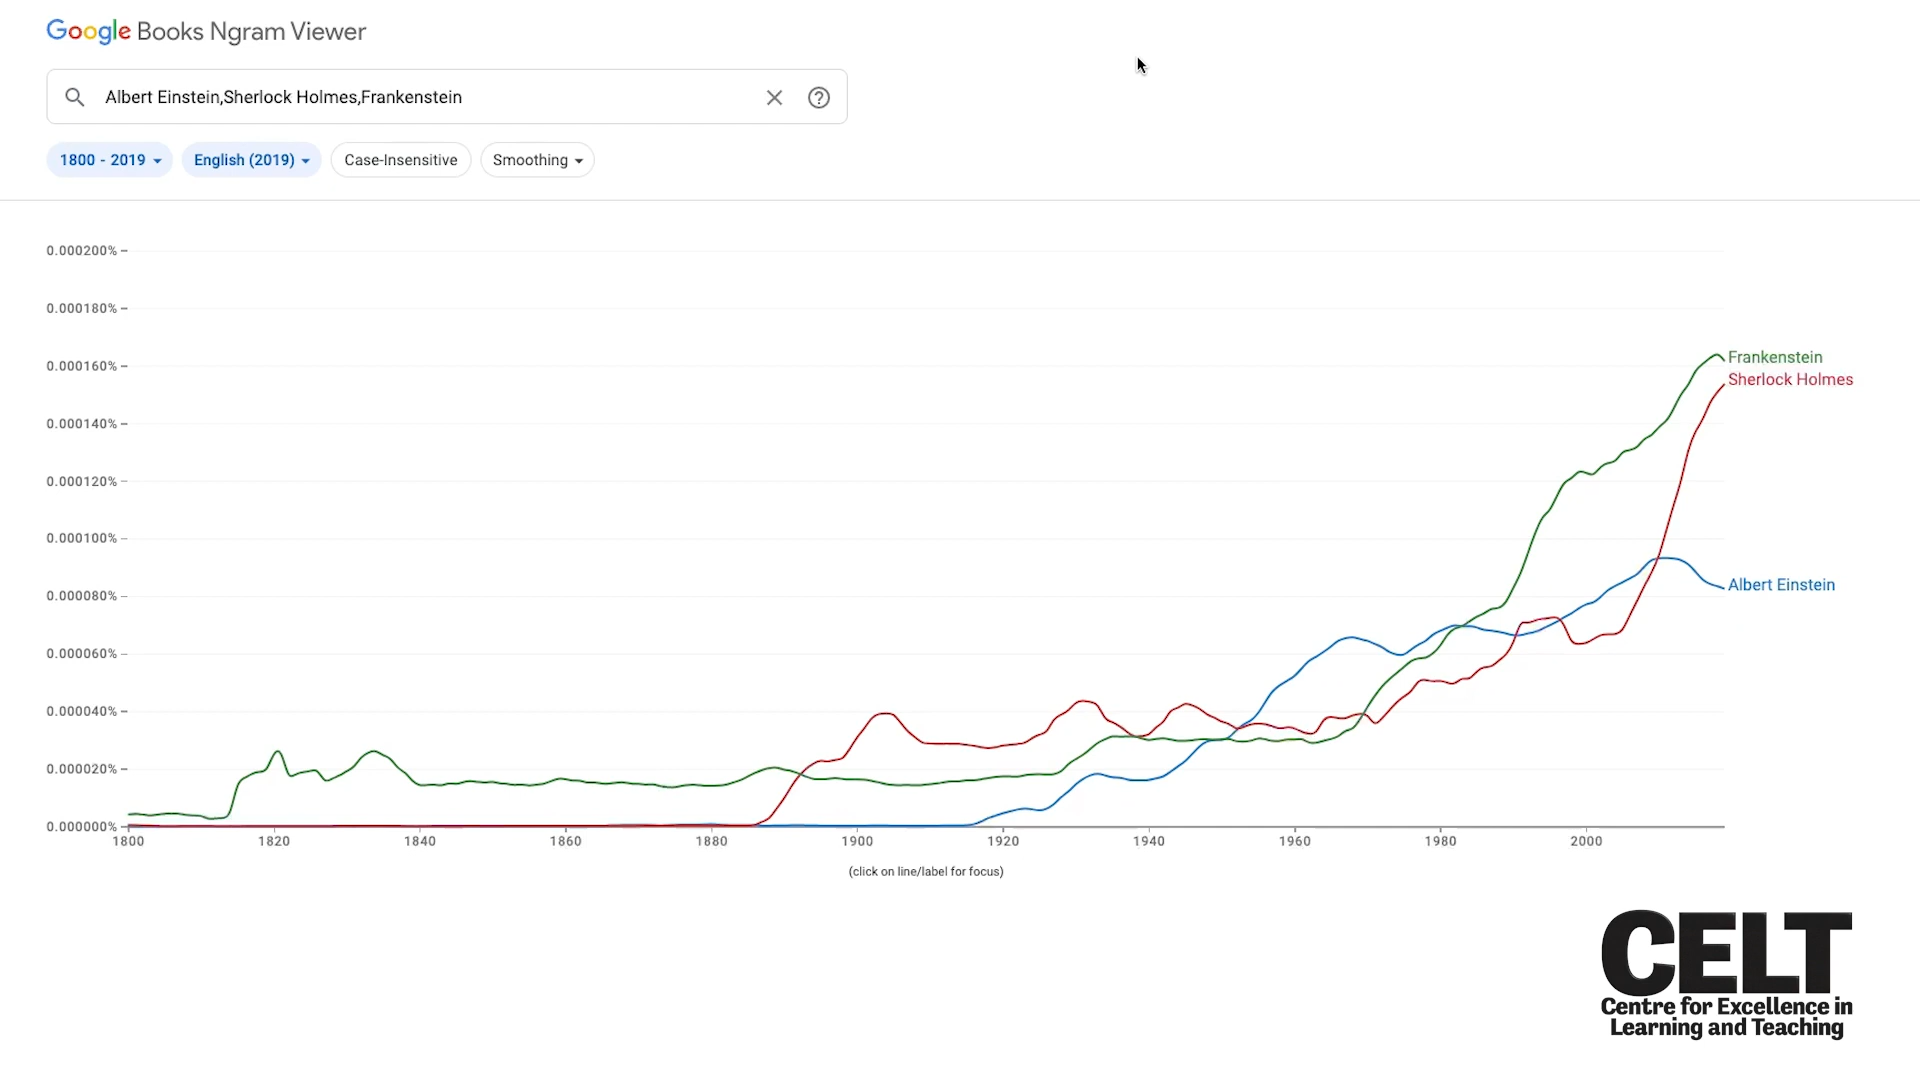 Google Books Ngram Viewer
Albert Einstein,Sherlock Holmes,Frankenstein
1800 - 2019
English (2019)
Case-Insensitive
Smoothing
0.000200%
0.000180%
0.000160%
0.000140%
0.000120%
0.000100%
0.000080%
0.000060%
0.000040%
0.000020%
0.000000%
Frankenstein
Sherlock Holmes
Albert Einstein
1800 1820 1840 1860 1880 1900 1920 1940 1960 1980 2000
(click on line/label for focus)
CELT
Centre for Excellence in
Learning and Teaching